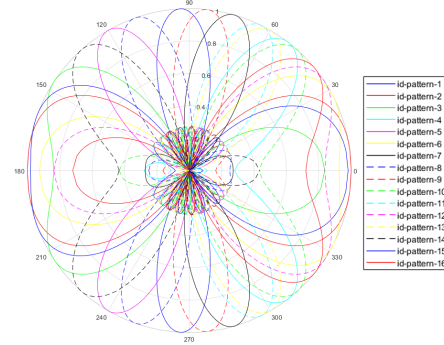 90
120
60
1
0.8
0.6
0.4
150
30
180
0
210
330
240
300
270
id-pattern-1
id-pattern-2
id-pattern-3
id-pattern-4
id-pattern-5
id-pattern-6
id-pattern-7
id-pattern-8
id-pattern-9
id-pattern-10
id-pattern-11
id-pattern-12
id-pattern-13
id-pattern-14
id-pattern-15
id-pattern-16